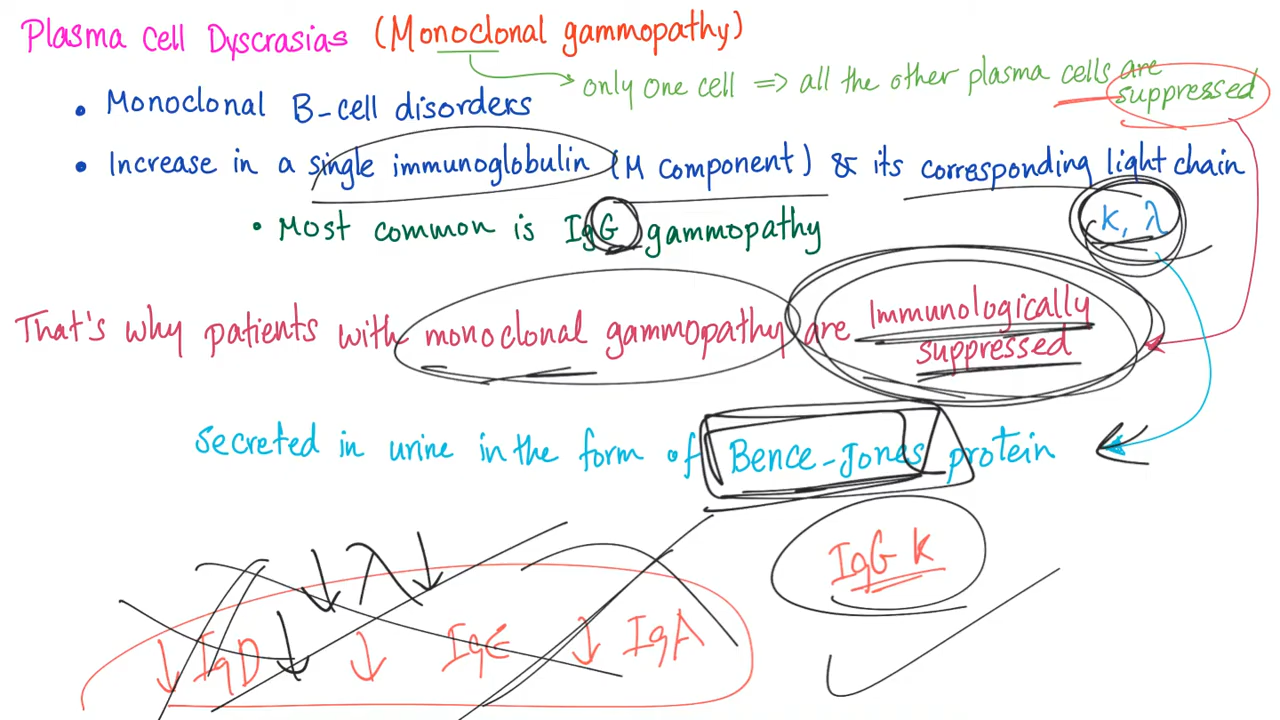 Plasma Cell Dyscrasias (Monoclonal gammopathy)
only one cell ⇒ all the other plasma cells are
suppressed
• Monoclonal B-cell disorders
• Increase in a single immunoglobulin (M component) & its corresponding light chain
K, λ
• Most common is IgG gammopathy
That's why patients with monoclonal gammopathy are Immunologically
suppressed
secreted in urine in the form of Bence-Jones protein
IgG K
↓ λ ↓
↓ IgD ↓ ↓ IgE ↓ IgA